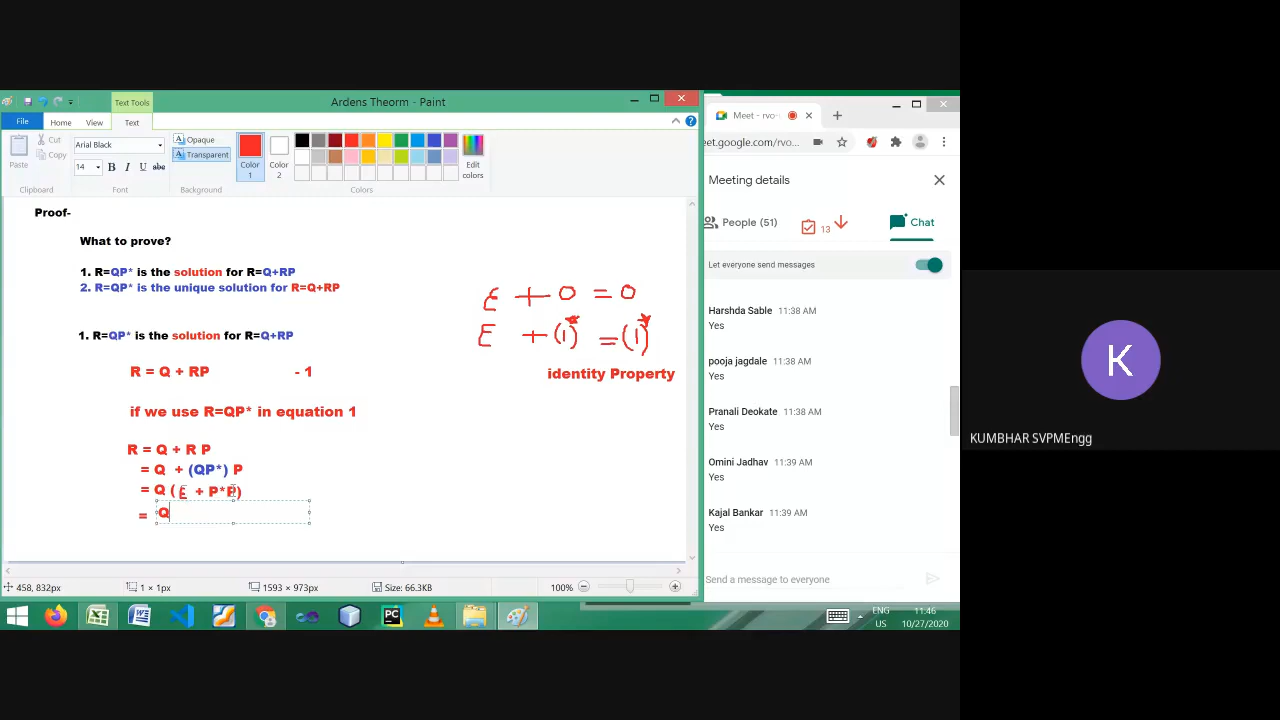 Text Tools
Ardens Theorm - Paint
File
Home
View
Text
Paste
Cut
Copy
Clipboard
Arial Black
14
B I U abc
Font
Opaque
Transparent
Background
Color 1
Color 2
Edit colors
Colors
Proof-
What to prove?
1. R=QP* is the solution for R=Q+RP
2. R=QP* is the unique solution for R=Q+RP
1. R=QP* is the solution for R=Q+RP
R = Q + RP - 1
if we use R=QP* in equation 1
R = Q + R P
= Q + (QP*) P
= Q ( E + P*P)
= Q
E + 0 = 0
E + (1)* = (1)*
identity Property
458, 832px
1 × 1px
1593 × 973px
Size: 66.3KB
100%
Meet - rvo-
eet.google.com/rvo...
Meeting details
People (51)
13
Chat
Let everyone send messages
Harshda Sable 11:38 AM
Yes
pooja jagdale 11:38 AM
Yes
Pranali Deokate 11:38 AM
Yes
Omini Jadhav 11:39 AM
Yes
Kajal Bankar 11:39 AM
Yes
Send a message to everyone
PC
ENG
US
11:46
10/27/2020
K
KUMBHAR SVPMEngg